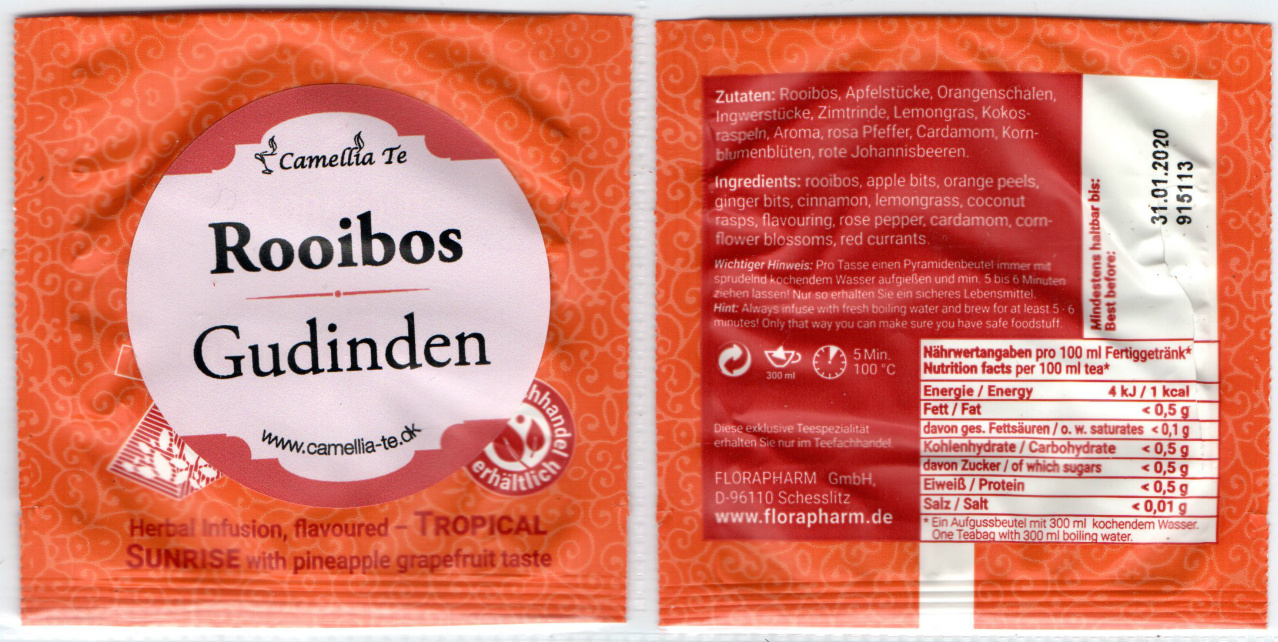 Camellia Te
Rooibos
Gudinden
www.camellia-te.dk
hhandel
erhältlich
Herbal Infusion, flavoured – TROPICAL
SUNRISE with pineapple grapefruit taste
Zutaten: Rooibos, Apfelstücke, Orangenschalen,
Ingwerstücke, Zimtrinde, Lemongras, Kokos-
raspeln, Aroma, rosa Pfeffer, Cardamom, Korn-
blumenblüten, rote Johannisbeeren.
Ingredients: rooibos, apple bits, orange peels,
ginger bits, cinnamon, lemongrass, coconut
rasps, flavouring, rose pepper, cardamom, corn-
flower blossoms, red currants.
Wichtiger Hinweis: Pro Tasse einen Pyramidenbeutel immer mit
sprudelnd kochendem Wasser aufgießen und min. 5 bis 6 Minuten
ziehen lassen! Nur so erhalten Sie ein sicheres Lebensmittel.
Hint: Always infuse with fresh boiling water and brew for at least 5 - 6
minutes! Only that way you can make sure you have safe foodstuff.
300 ml
5 Min.
100 °C
Diese exklusive Teespezialität
erhalten Sie nur im Teefachhandel.
FLORAPHARM GmbH,
D-96110 Schesslitz
www.florapharm.de
Mindestens haltbar bis:
Best before:
31.01.2020
915113
Nährwertangaben pro 100 ml Fertiggetränk*
Nutrition facts per 100 ml tea*
Energie / Energy 4 kJ / 1 kcal
Fett / Fat < 0,5 g
davon ges. Fettsäuren / o. w. saturates < 0,1 g
Kohlenhydrate / Carbohydrate < 0,5 g
davon Zucker / of which sugars < 0,5 g
Eiweiß / Protein < 0,5 g
Salz / Salt < 0,01 g
* Ein Aufgussbeutel mit 300 ml kochendem Wasser.
One Teabag with 300 ml boiling water.